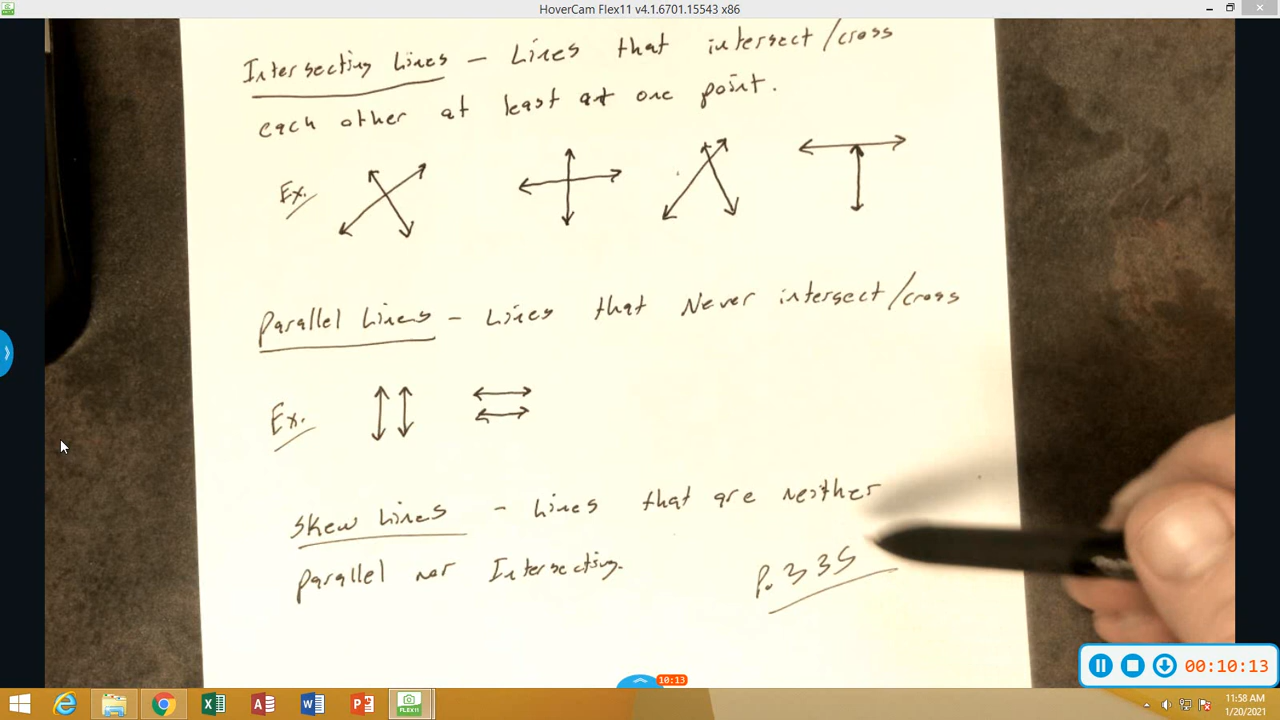 HoverCam Flex11 v4.1.6701.15543 x86
Intersecting Lines - Lines that intersect/cross
each other at least at one point.
Ex.
Parallel Lines - Lines that Never intersect/cross
Ex.
Skew Lines - Lines that are neither
parallel nor Intersecting.
P. 335
00:10:13
10:13
FLEX11
11:58 AM
1/20/2021